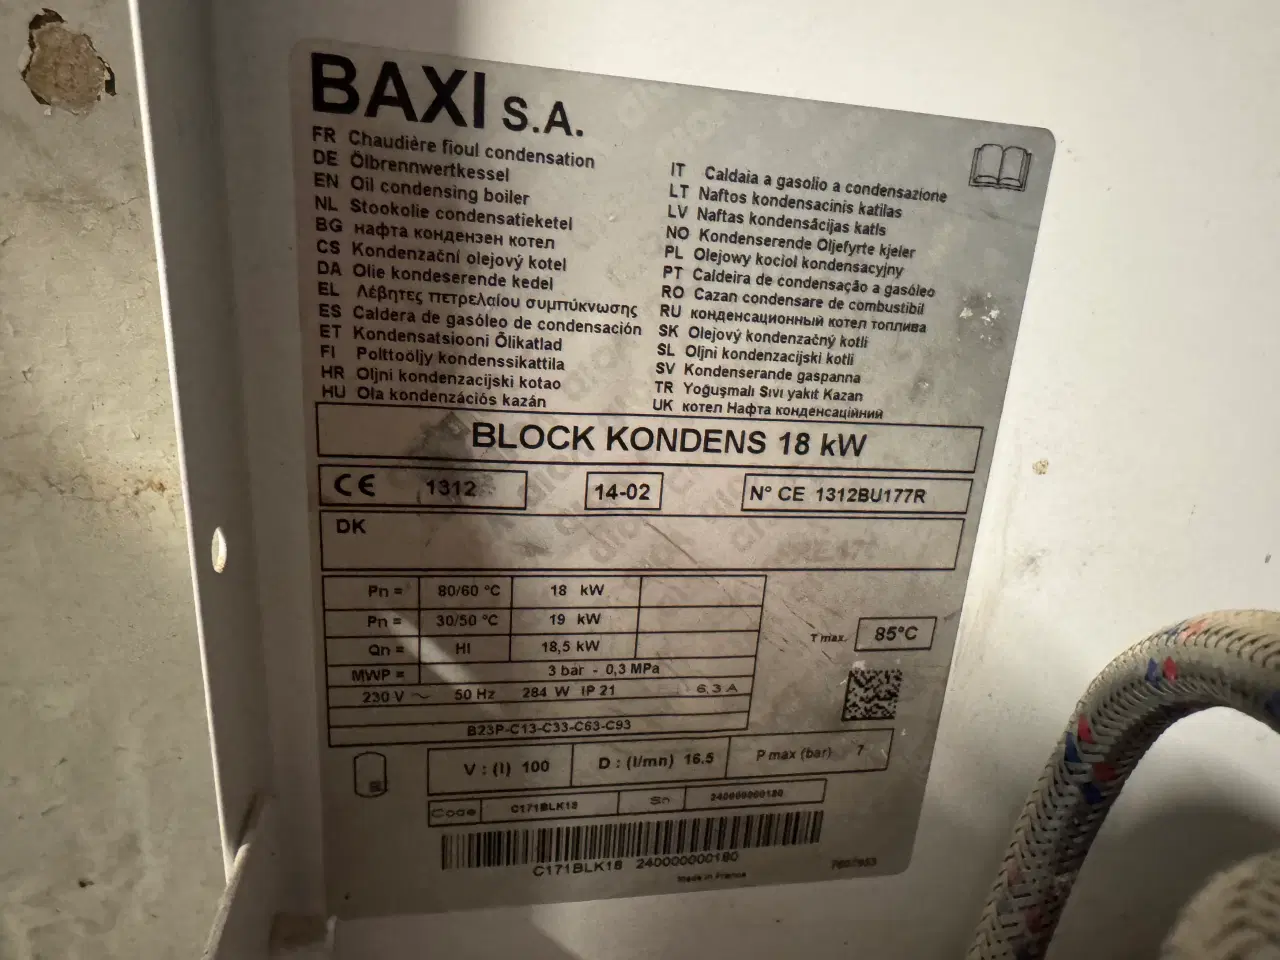 BAXI S.A.
FR Chaudière fioul condensation
DE Ölbrennwertkessel
EN Oil condensing boiler
NL Stookolie condensatieketel
BG нафта кондензен котел
CS Kondenzační olejový kotel
DA Olie kondeserende kedel
EL Λέβητες πετρελαίου συμπύκνωσης
ES Caldera de gasóleo de condensación
ET Kondensatsiooni Õlikatlad
FI Polttoöljy kondenssikattila
HR Oljni kondenzacijski kotao
HU Ola kondenzációs kazán
IT Caldaia a gasolio a condensazione
LT Naftos kondensacinis katilas
LV Naftas kondensācijas katls
NO Kondenserende Oljefyrte kjeler
PL Olejowy kocioł kondensacyjny
PT Caldeira de condensação a gasóleo
RO Cazan condensare de combustibil
RU конденсационный котел топлива
SK Olejový kondenzačný kotli
SL Oljni kondenzacijski kotli
SV Kondenserande gaspanna
TR Yoğuşmalı Sıvı yakıt Kazan
UK котел Нафта конденсаційний
BLOCK KONDENS 18 kW
CE 1312 14-02 N° CE 1312BU177R
DK
Pn = 80/60 °C 18 kW
Pn = 30/50 °C 19 kW
Qn = HI 18,5 kW
MWP = 3 bar - 0,3 MPa
230 V ~ 50 Hz 284 W IP 21 6,3 A
B23P-C13-C33-C63-C93
T max. 85°C
V : (l) 100 D : (l/mn) 16.5 P max (bar) 7
Code C171BLK18 Sn 240000000180
C171BLK18 240000000180
Made in France